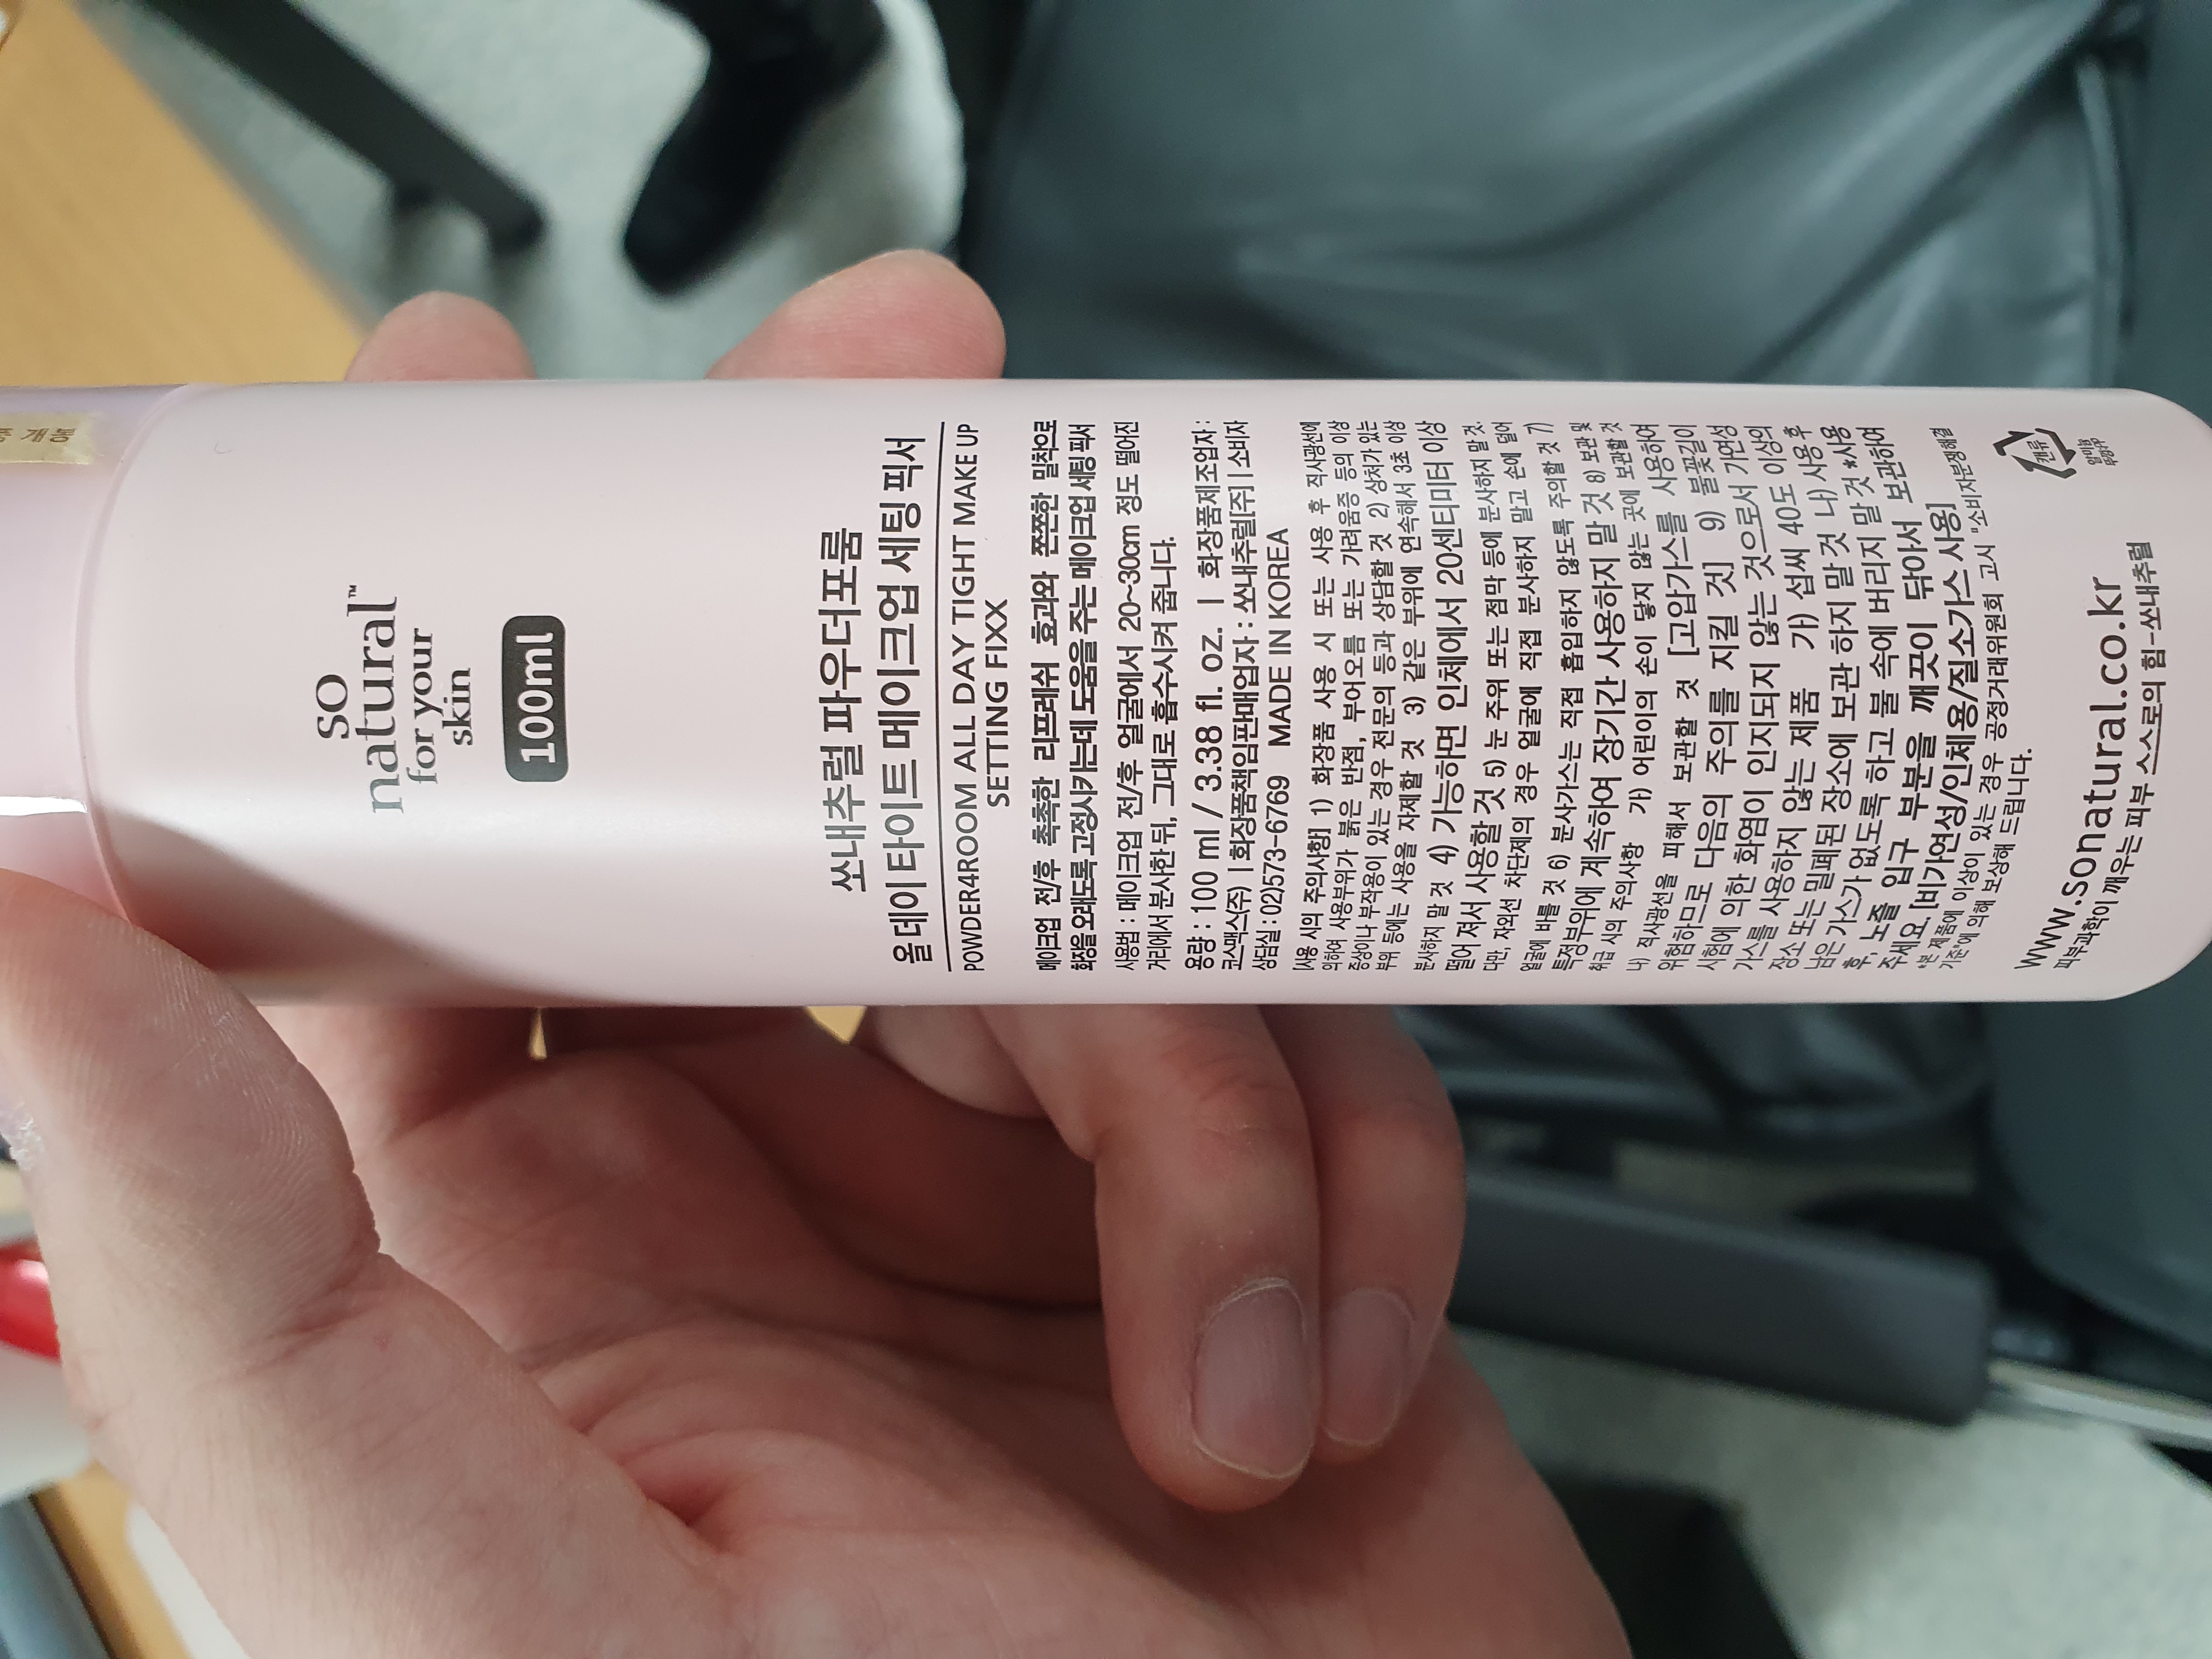 개봉
so
natural™
for your
skin
100ml
쏘내추럴 파우더포룸
올 데이 타이트 메이크업 세팅 픽서
POWDER4ROOM ALL DAY TIGHT MAKE UP
SETTING FIXX
메이크업 전/후 촉촉한 리프레쉬 효과와 쫀쫀한 밀착으로
화장을 오래도록 고정시키는데 도움을 주는 메이크업 세팅 픽서
사용법 : 메이크업 전/후 얼굴에서 20~30cm 정도 떨어진
거리에서 분사한 뒤, 그대로 흡수시켜 줍니다.
용량 : 100 ml / 3.38 fl. oz. | 화장품제조업자 :
코스맥스(주) | 화장품책임판매업자 : 쏘내추럴[주] | 소비자
상담실 : 02)573-6769 MADE IN KOREA
[사용 시의 주의사항] 1) 화장품 사용 시 또는 사용 후 직사광선에
의하여 사용부위가 붉은 반점, 부어오름 또는 가려움증 등의 이상
증상이나 부작용이 있는 경우 전문의 등과 상담할 것 2) 상처가 있는
부위 등에는 사용을 자제할 것 3) 같은 부위에 연속해서 3초 이상
분사하지 말 것 4) 가능하면 인체에서 20센티미터 이상
떨어 져서 사용할 것 5) 눈 주위 또는 점막 등에 분사하지 말 것.
다만, 자외선 차단제의 경우 얼굴에 직접 분사하지 말고 손에 덜어
얼굴에 바를 것 6) 분사가스는 직접 흡입하지 않도록 주의할 것 7)
특정부위에 계속하여 장기간 사용하지 말 것 8) 보관 및
취급 시의 주의사항 가) 어린이의 손이 닿지 않는 곳에 보관할 것
나) 직사광선을 피해서 보관할 것 [고압가스를 사용하여
위험하므로 다음의 주의를 지킬 것] 9) 불꽃길이
시험에 의한 화염이 인지되지 않는 것으로서 가연성
가스를 사용하지 않는 제품 가) 섭씨 40도 이상의
장소 또는 밀폐된 장소에 보관 하지 말 것 나) 사용 후
남은 가스가 없도록 하고 불 속에 버리지 말 것 *사용
후, 노즐 입구 부분을 깨끗이 닦아서 보관하여
주세요. [비가연성/인체용/질소가스 사용]
*본 제품에 이상이 있는 경우 공정거래위원회 고시 "소비자분쟁해결
기준"에 의해 보상해 드립니다.
www.sonatural.co.kr
피부과학이 깨우는 피부 스스로의 힘-쏘내추럴
캔류
알미늄
뚜껑:PP